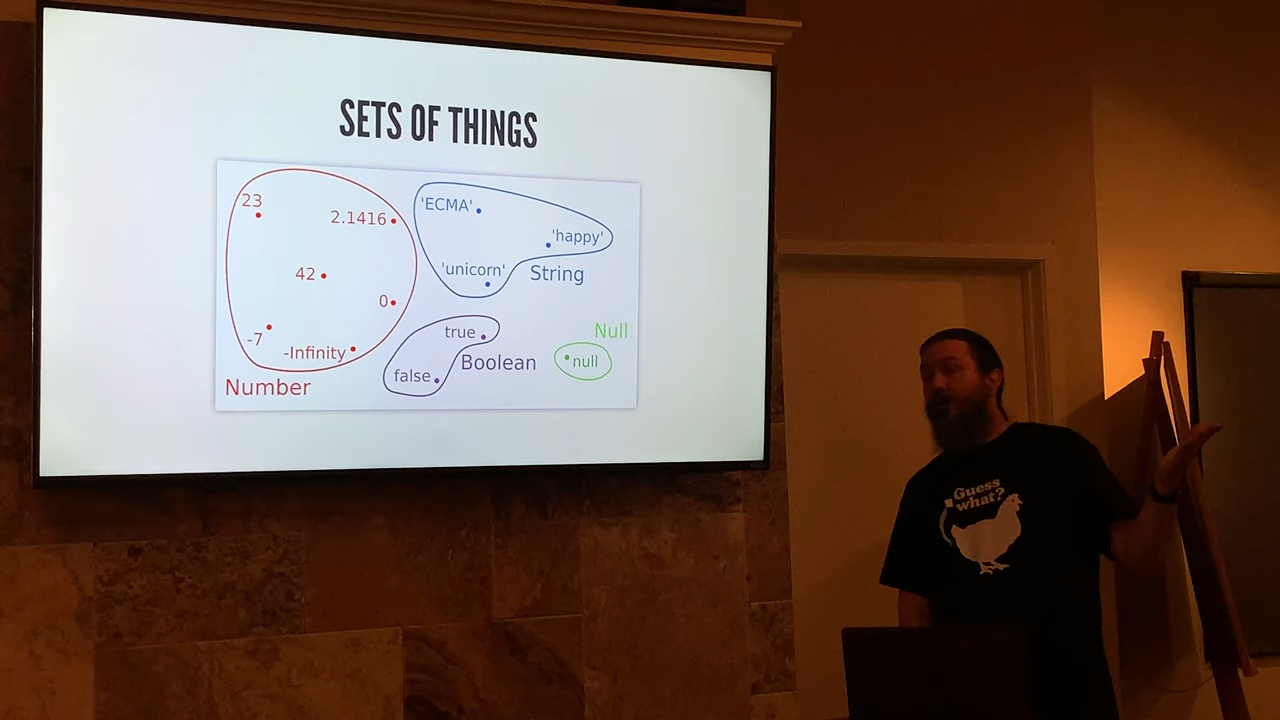 SETS OF THINGS
23
2.1416
42
0
-7
-Infinity
Number
'ECMA'
'happy'
'unicorn'
String
true
false
Boolean
Null
null
Guess
what?